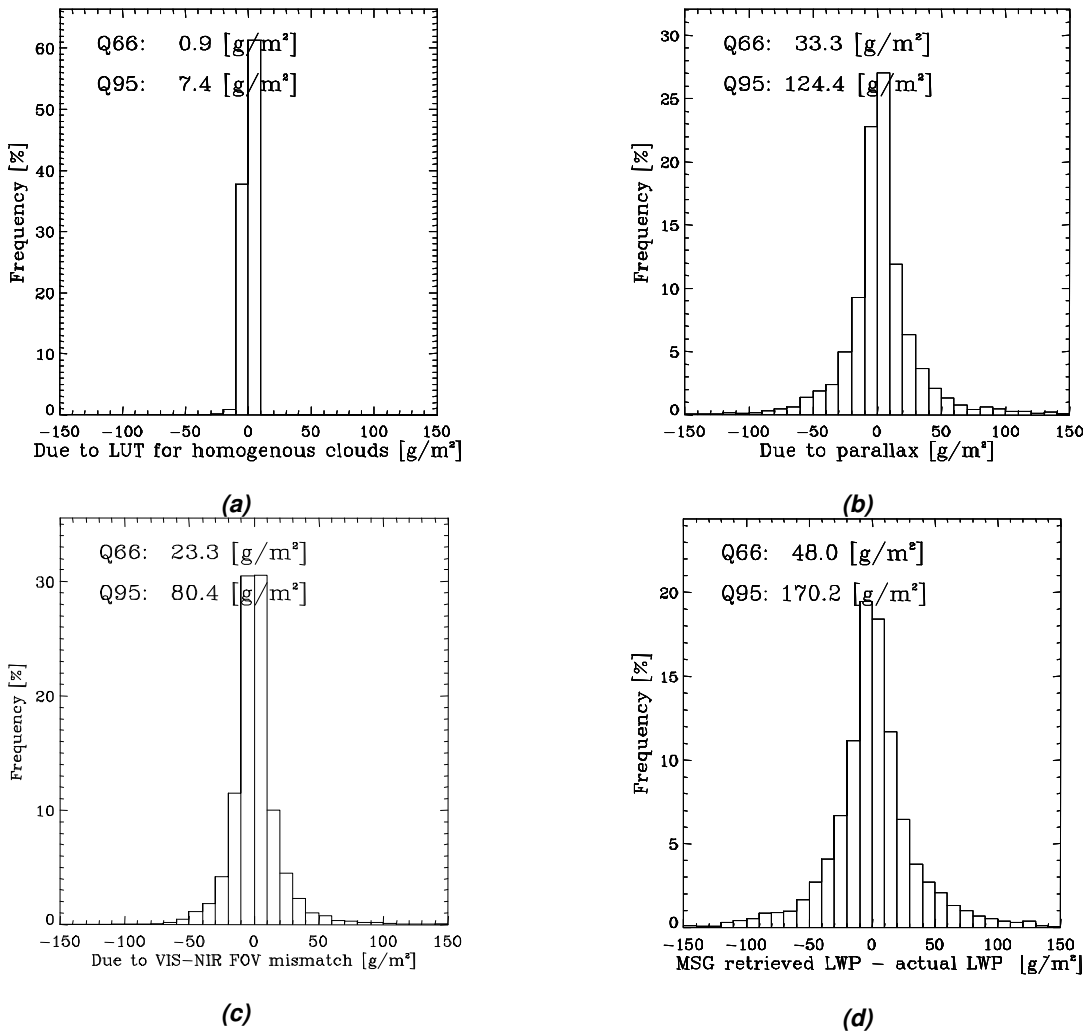 Q66: 0.9 [g/m²]
Q95: 7.4 [g/m²]
Frequency [%]
60
50
40
30
20
10
0
-150 -100 -50 0 50 100 150
Due to LUT for homogenous clouds [g/m²]
(a)
Q66: 33.3 [g/m²]
Q95: 124.4 [g/m²]
Frequency [%]
30
25
20
15
10
5
0
-150 -100 -50 0 50 100 150
Due to parallax [g/m²]
(b)
Q66: 23.3 [g/m²]
Q95: 80.4 [g/m²]
Frequency [%]
30
20
10
0
-150 -100 -50 0 50 100 150
Due to VIS-NIR FOV mismatch [g/m²]
(c)
Q66: 48.0 [g/m²]
Q95: 170.2 [g/m²]
Frequency [%]
20
15
10
5
0
-150 -100 -50 0 50 100 150
MSG retrieved LWP - actual LWP [g/m²]
(d)